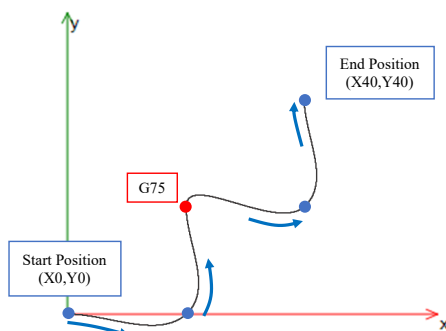 y
End Position
(X40,Y40)
G75
Start Position
(X0,Y0)
x